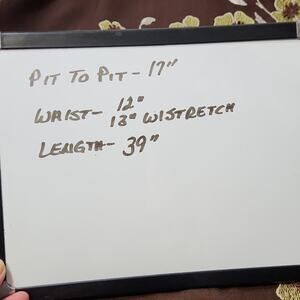 PIT TO PIT - 17"
WAIST - 12"
13" W/STRETCH
LENGTH - 39"